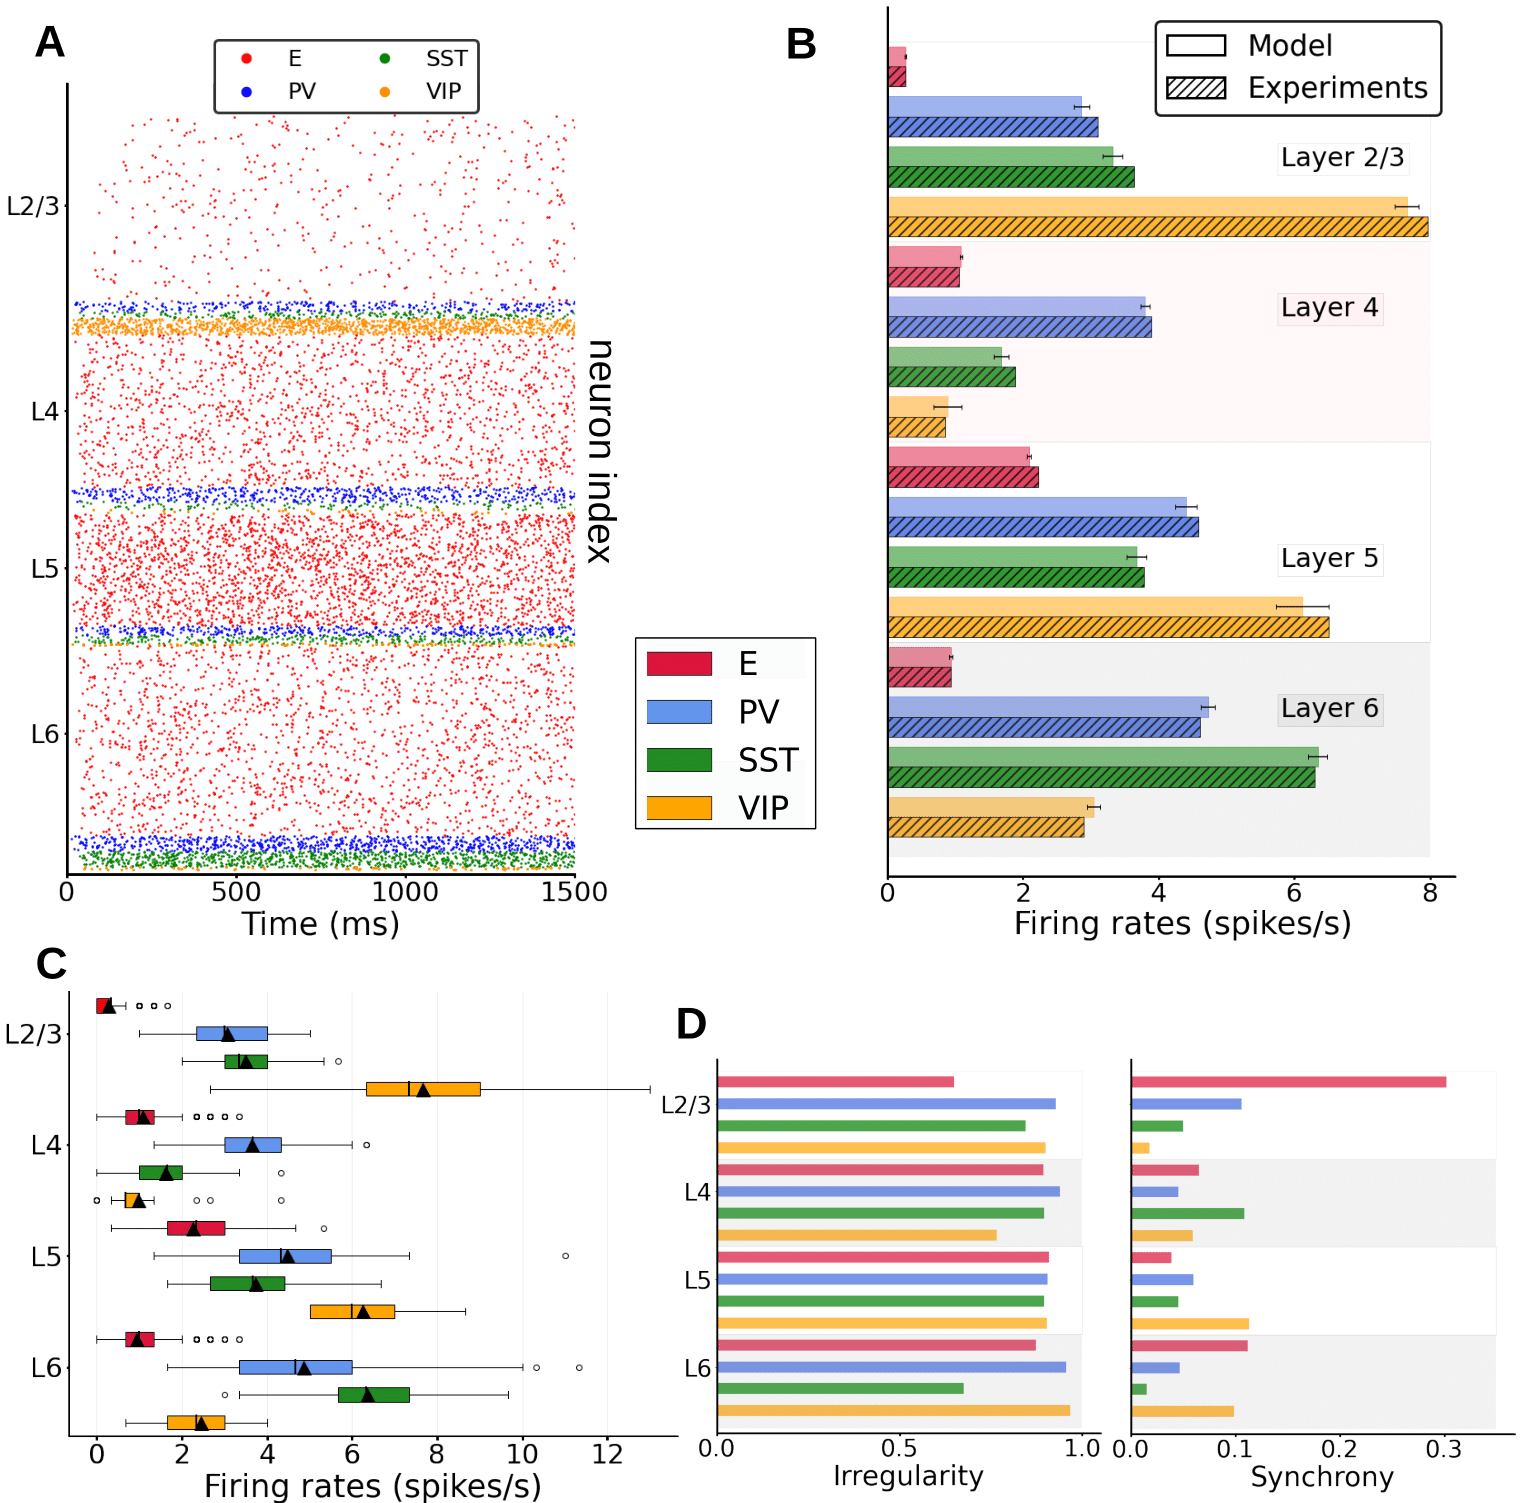 A
E
SST
PV
VIP
L2/3
L4
L5
L6
neuron index
0
500
1000
1500
Time (ms)
E
PV
SST
VIP
B
Model
Experiments
Layer 2/3
Layer 4
Layer 5
Layer 6
0
2
4
6
8
Firing rates (spikes/s)
C
L2/3
L4
L5
L6
0
2
4
6
8
10
12
Firing rates (spikes/s)
D
L2/3
L4
L5
L6
0.0
0.5
1.0
Irregularity
0.0
0.1
0.2
0.3
Synchrony